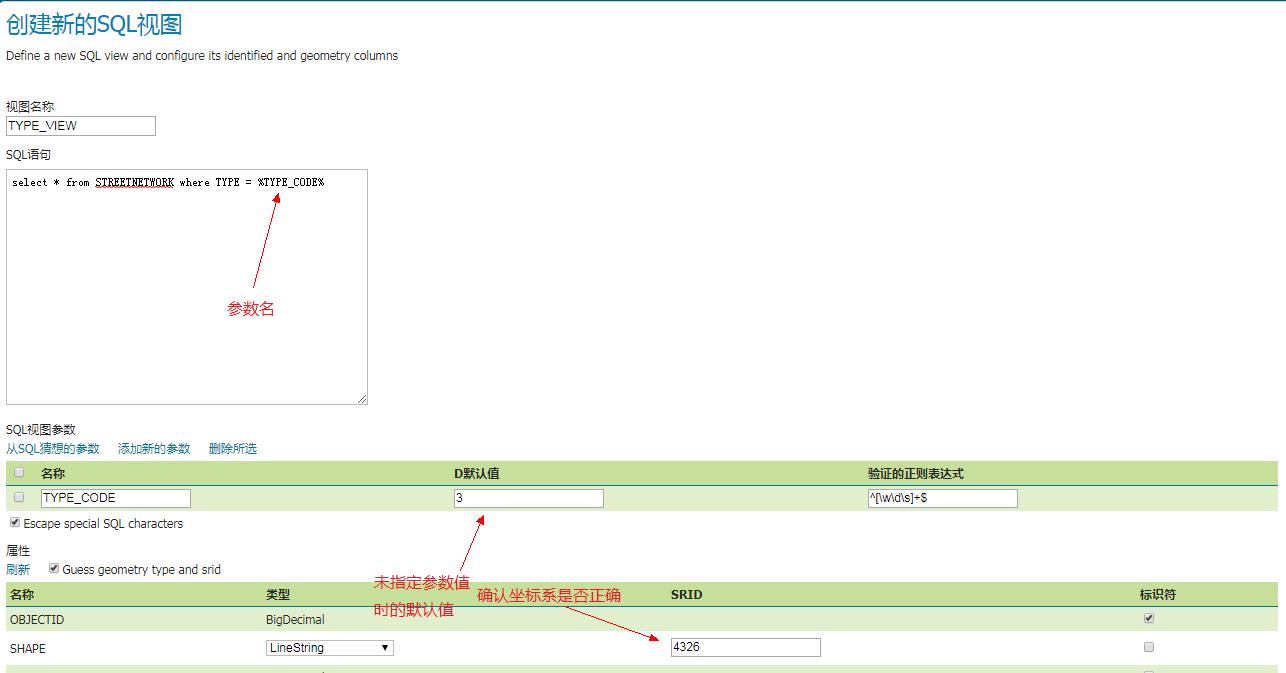 创建新的SQL视图
Define a new SQL view and configure its identified and geometry columns
视图名称
TYPE_VIEW
SQL语句
select * from STREETNETWORK where TYPE = %TYPE_CODE%
参数名
SQL视图参数
从SQL猜想的参数 添加新的参数 删除所选
名称 D默认值 验证的正则表达式
TYPE_CODE 3 ^[\w\d\s]+$
Escape special SQL characters
属性
刷新 Guess geometry type and srid
未指定参数值
时的默认值
确认坐标系是否正确
名称 类型 SRID 标识符
OBJECTID BigDecimal
SHAPE LineString 4326